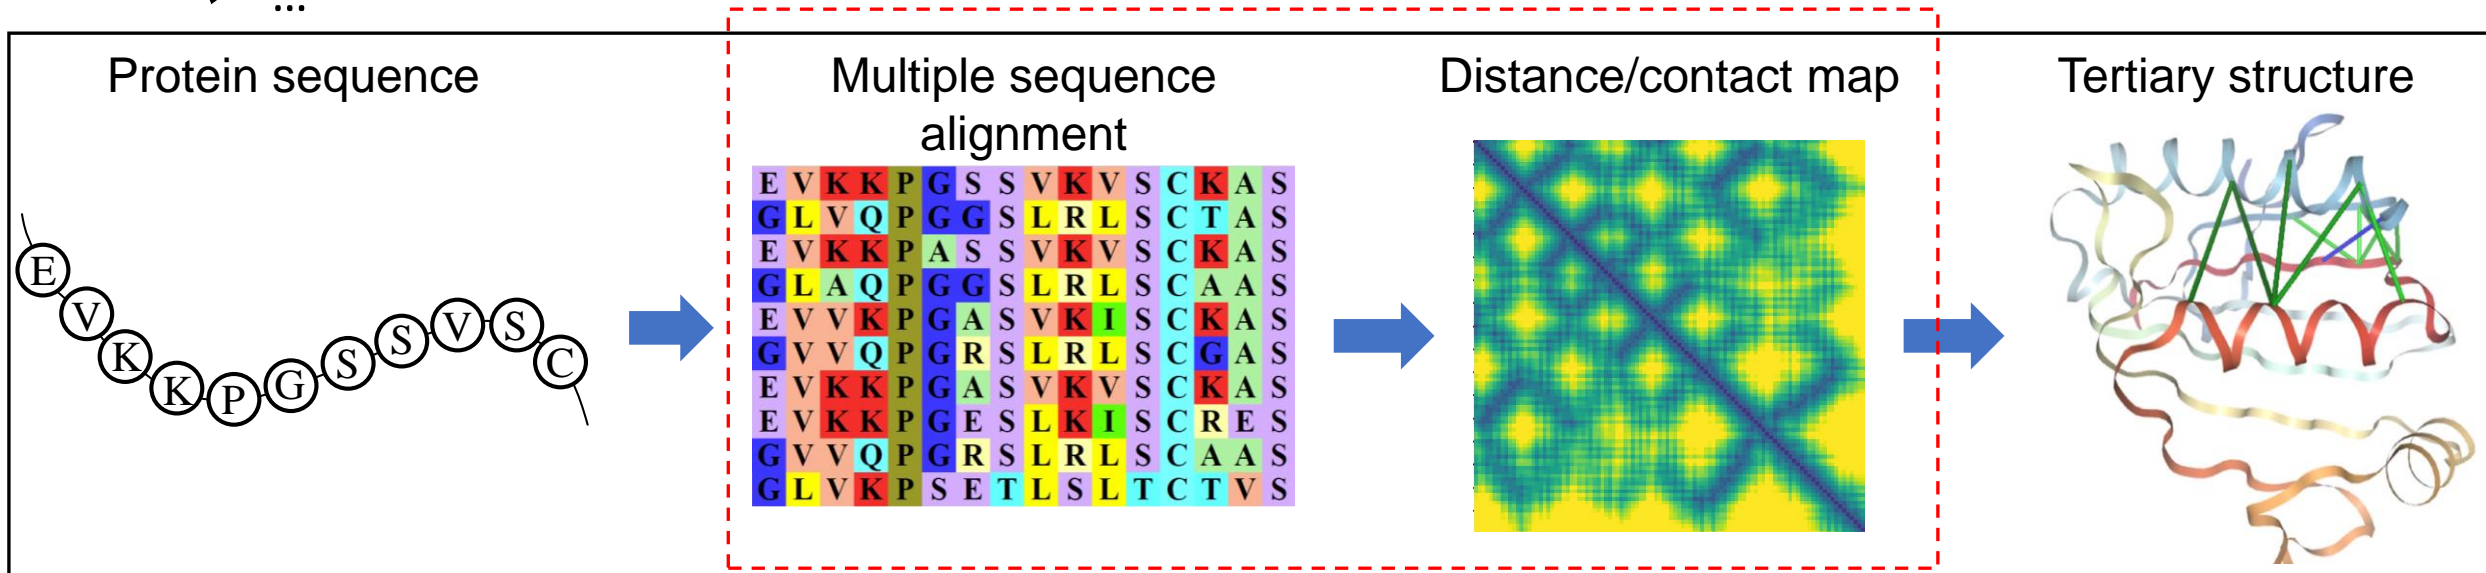 ...
Protein sequence
Multiple sequence
alignment
Distance/contact map
Tertiary structure
E V K K P G S S V S C
E V K K P G S S V K V S C K A S
G L V Q P G G S L R L S C T A S
E V K K P A S S V K V S C K A S
G L A Q P G G S L R L S C A A S
E V V K P G A S V K I S C K A S
G V V Q P G R S L R L S C G A S
E V K K P G A S V K V S C K A S
E V K K P G E S L K I S C R E S
G V V Q P G R S L R L S C A A S
G L V K P S E T L S L T C T V S